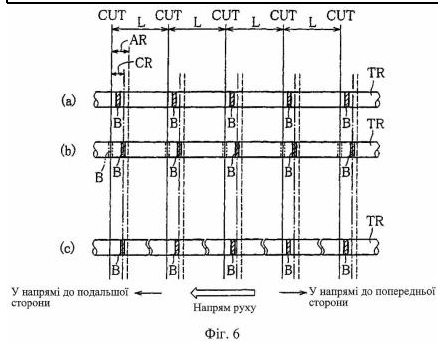 CUT CUT CUT CUT CUT
L L L L
AR
CR
TR
(a)
B B B B B
TR
(b)
B B B B B B
TR
(c)
B B B B B
У напрямі до подальшої сторони
Напрям руху
У напрямі до попередньої сторони
Фіг. 6